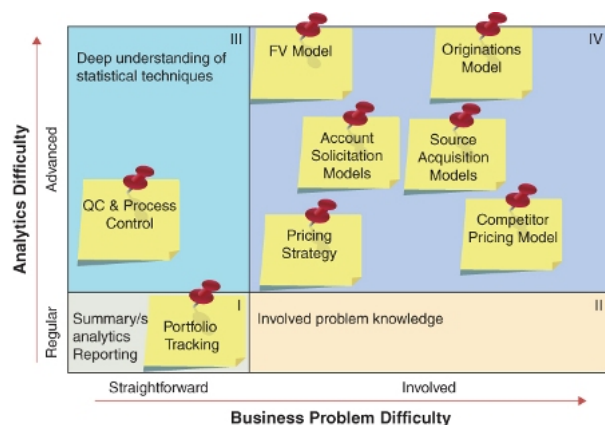 III
IV
Deep understanding of
statistical techniques
FV Model
Originations
Model
Account
Solicitation
Models
Source
Acquisition
Models
QC & Process
Control
Pricing
Strategy
Competitor
Pricing Model
I
II
Summary/s
analytics
Reporting
Portfolio
Tracking
Involved problem knowledge
Analytics Difficulty
Advanced
Regular
Straightforward
Involved
Business Problem Difficulty